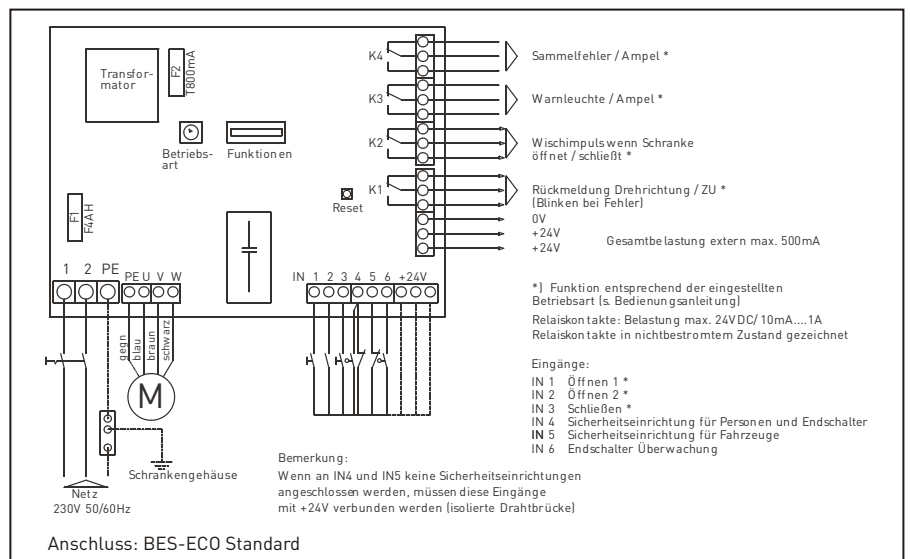 Transfor-
mator
F2
T800mA
Betriebs-
art
Funktionen
Reset
F1
F4AH
K4
K3
K2
K1
Sammelfehler / Ampel *
Warnleuchte / Ampel *
Wischimpuls wenn Schranke
öffnet / schließt *
Rückmeldung Drehrichtung / ZU *
(Blinken bei Fehler)
0V
+24V
+24V
Gesamtbelastung extern max. 500mA
1 2 PE
PE U V W
IN 1 2 3 4 5 6 +24V
gegn
blau
braun
schwarz
M
Schrankengehäuse
Netz
230V 50/60Hz
*) Funktion entsprechend der eingestellten
Betriebsart (s. Bedienungsanleitung)
Relaiskontakte: Belastung max. 24VDC/ 10mA....1A
Relaiskontakte in nichtbestromtem Zustand gezeichnet
Eingänge:
IN 1 Öffnen 1 *
IN 2 Öffnen 2 *
IN 3 Schließen *
IN 4 Sicherheitseinrichtung für Personen und Endschalter
IN 5 Sicherheitseinrichtung für Fahrzeuge
IN 6 Endschalter Überwachung
Bemerkung:
Wenn an IN4 und IN5 keine Sicherheitseinrichtungen
angeschlossen werden, müssen diese Eingänge
mit +24V verbunden werden (isolierte Drahtbrücke)
Anschluss: BES-ECO Standard